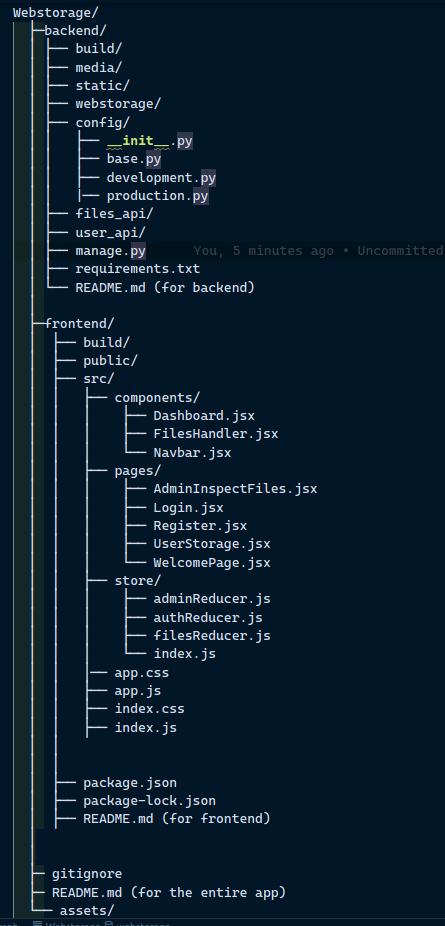 Webstorage/
├─backend/
│ ├── build/
│ ├── media/
│ ├── static/
│ ├── webstorage/
│ ├── config/
│ │   ├── __init__.py
│ │   ├── base.py
│ │   ├── development.py
│ │   |── production.py
│ ├── files_api/
│ ├── user_api/
│ ├── manage.py You, 5 minutes ago • Uncommitted
│ ├── requirements.txt
│ └── README.md (for backend)
├─frontend/
│  ├── build/
│  ├── public/
│  ├── src/
│  │   ├── components/
│  │   │    ├── Dashboard.jsx
│  │   │    ├── FilesHandler.jsx
│  │   │    └── Navbar.jsx
│  │   ├── pages/
│  │   │    ├── AdminInspectFiles.jsx
│  │   │    ├── Login.jsx
│  │   │    ├── Register.jsx
│  │   │    ├── UserStorage.jsx
│  │   │    └── WelcomePage.jsx
│  │   ├── store/
│  │   │    ├── adminReducer.js
│  │   │    ├── authReducer.js
│  │   │    ├── filesReducer.js
│  │   │    └── index.js
│  │   ├── app.css
│  │   ├── app.js
│  │   ├── index.css
│  │   ├── index.js
│  ├── package.json
│  ├── package-lock.json
│  ├── README.md (for frontend)
├── gitignore
├── README.md (for the entire app)
└── assets/